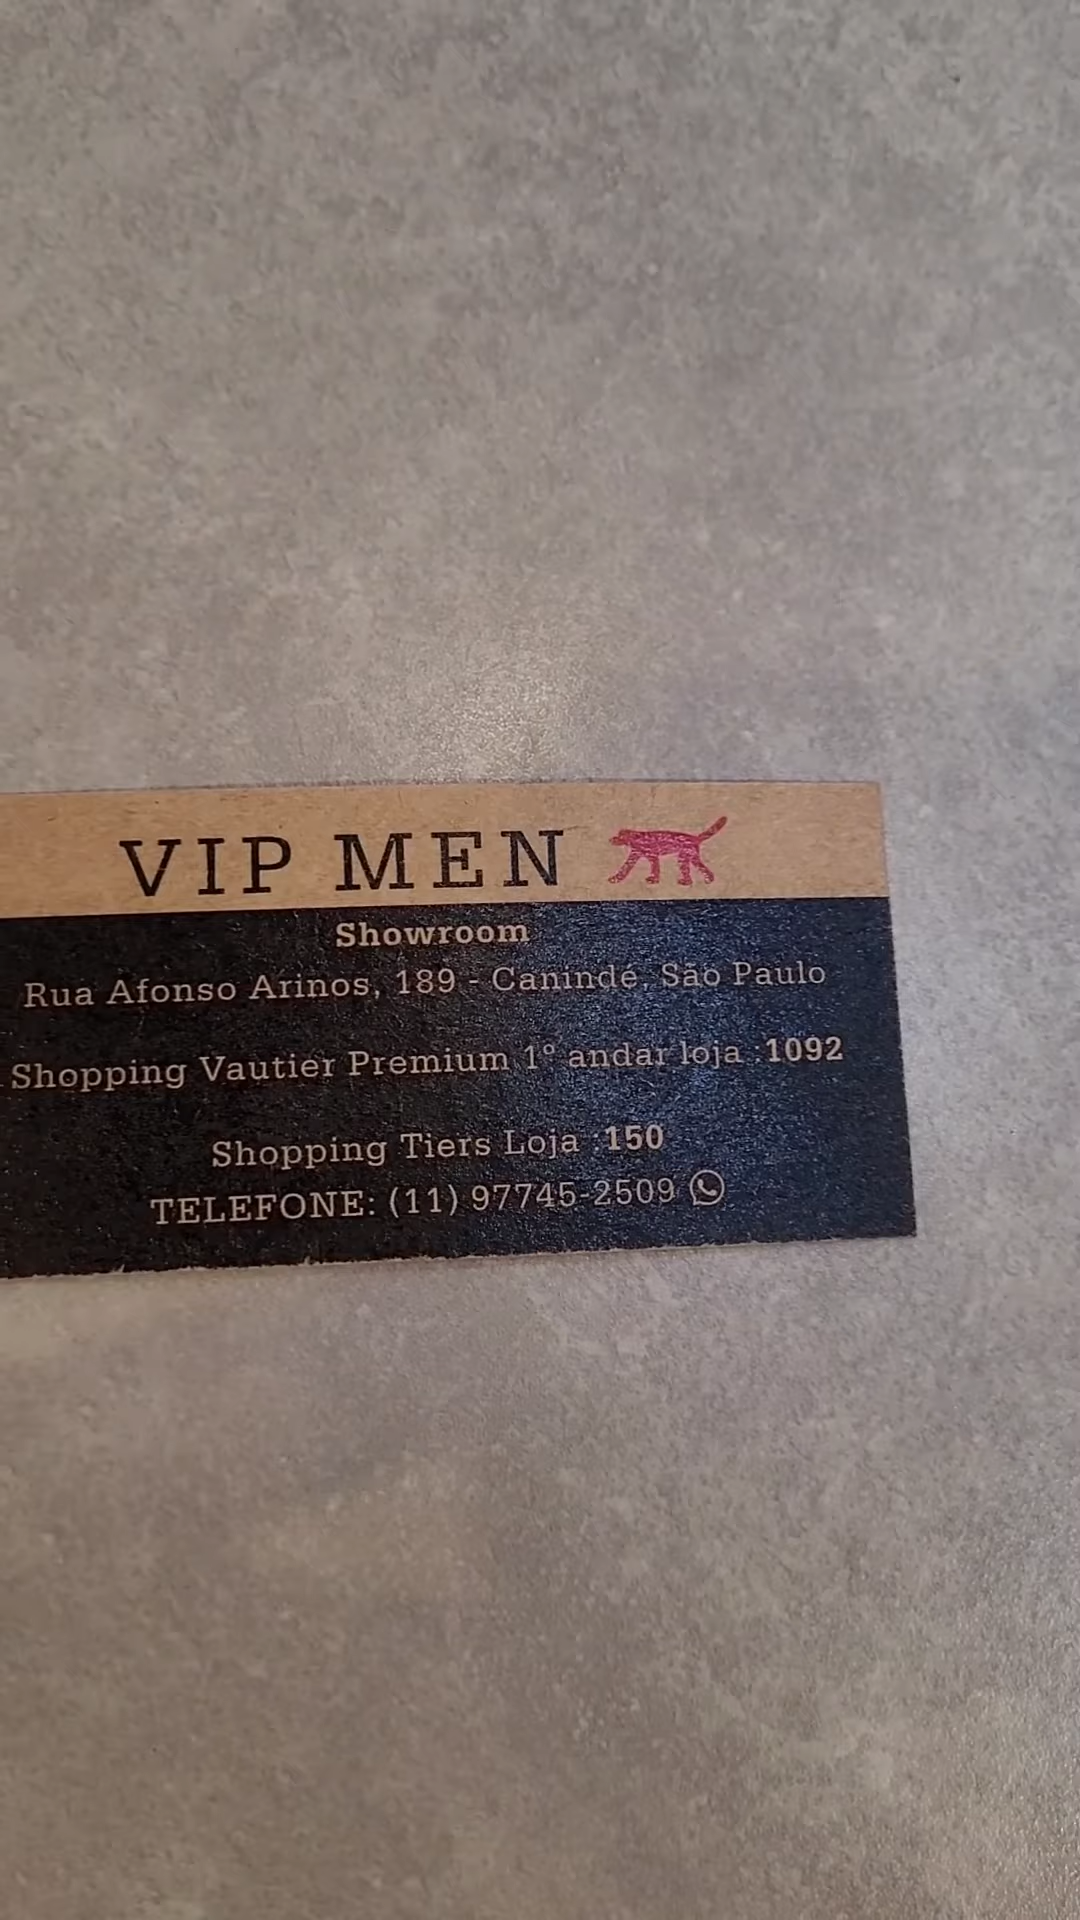 VIP MEN
Showroom
Rua Afonso Arinos, 189 - Canindé, São Paulo
Shopping Vautier Premium 1º andar loja :1092
Shopping Tiers Loja :150
TELEFONE: (11) 97745-2509